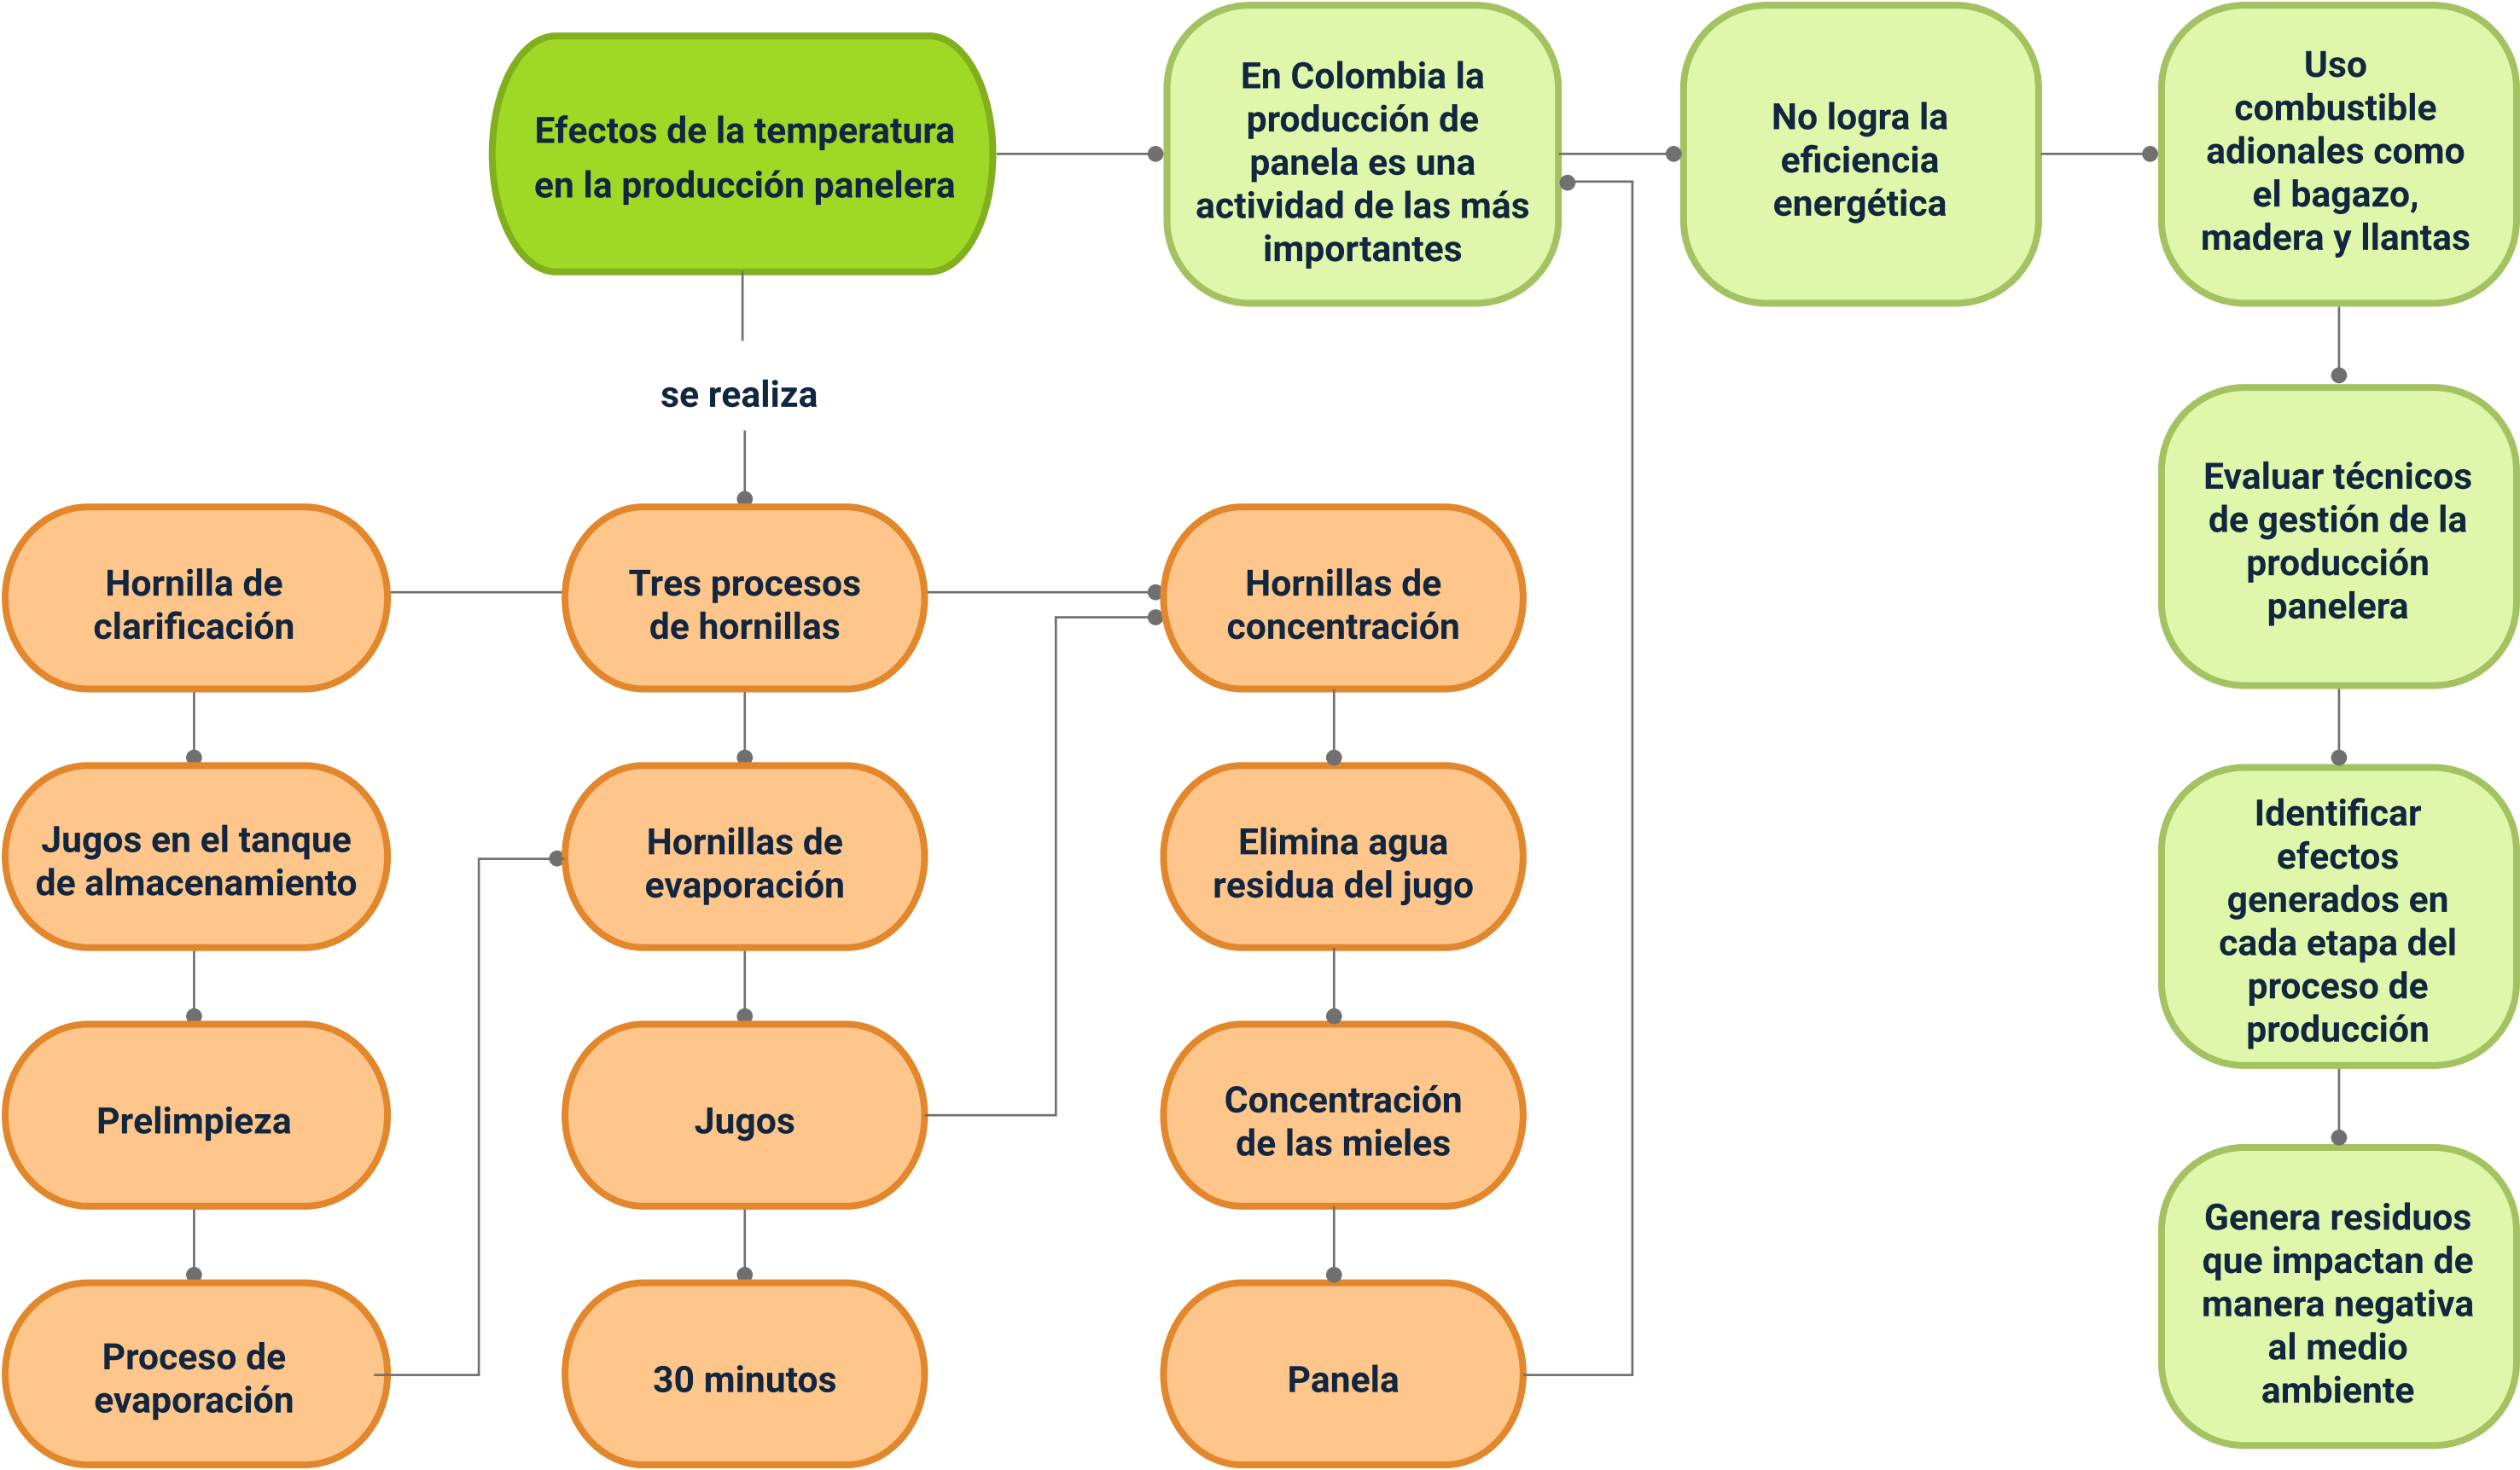 Efectos de la temperatura
en la producción panelera
En Colombia la
producción de
panela es una
actividad de las más
importantes
No logra la
eficiencia
energética
Uso
combustible
adionales como
el bagazo,
madera y llantas
se realiza
Evaluar técnicos
de gestión de la
producción
panelera
Hornilla de
clarificación
Tres procesos
de hornillas
Hornillas de
concentración
Jugos en el tanque
de almacenamiento
Hornillas de
evaporación
Elimina agua
residua del jugo
Identificar
efectos
generados en
cada etapa del
proceso de
producción
Prelimpieza
Jugos
Concentración
de las mieles
Proceso de
evaporación
30 minutos
Panela
Genera residuos
que impactan de
manera negativa
al medio
ambiente